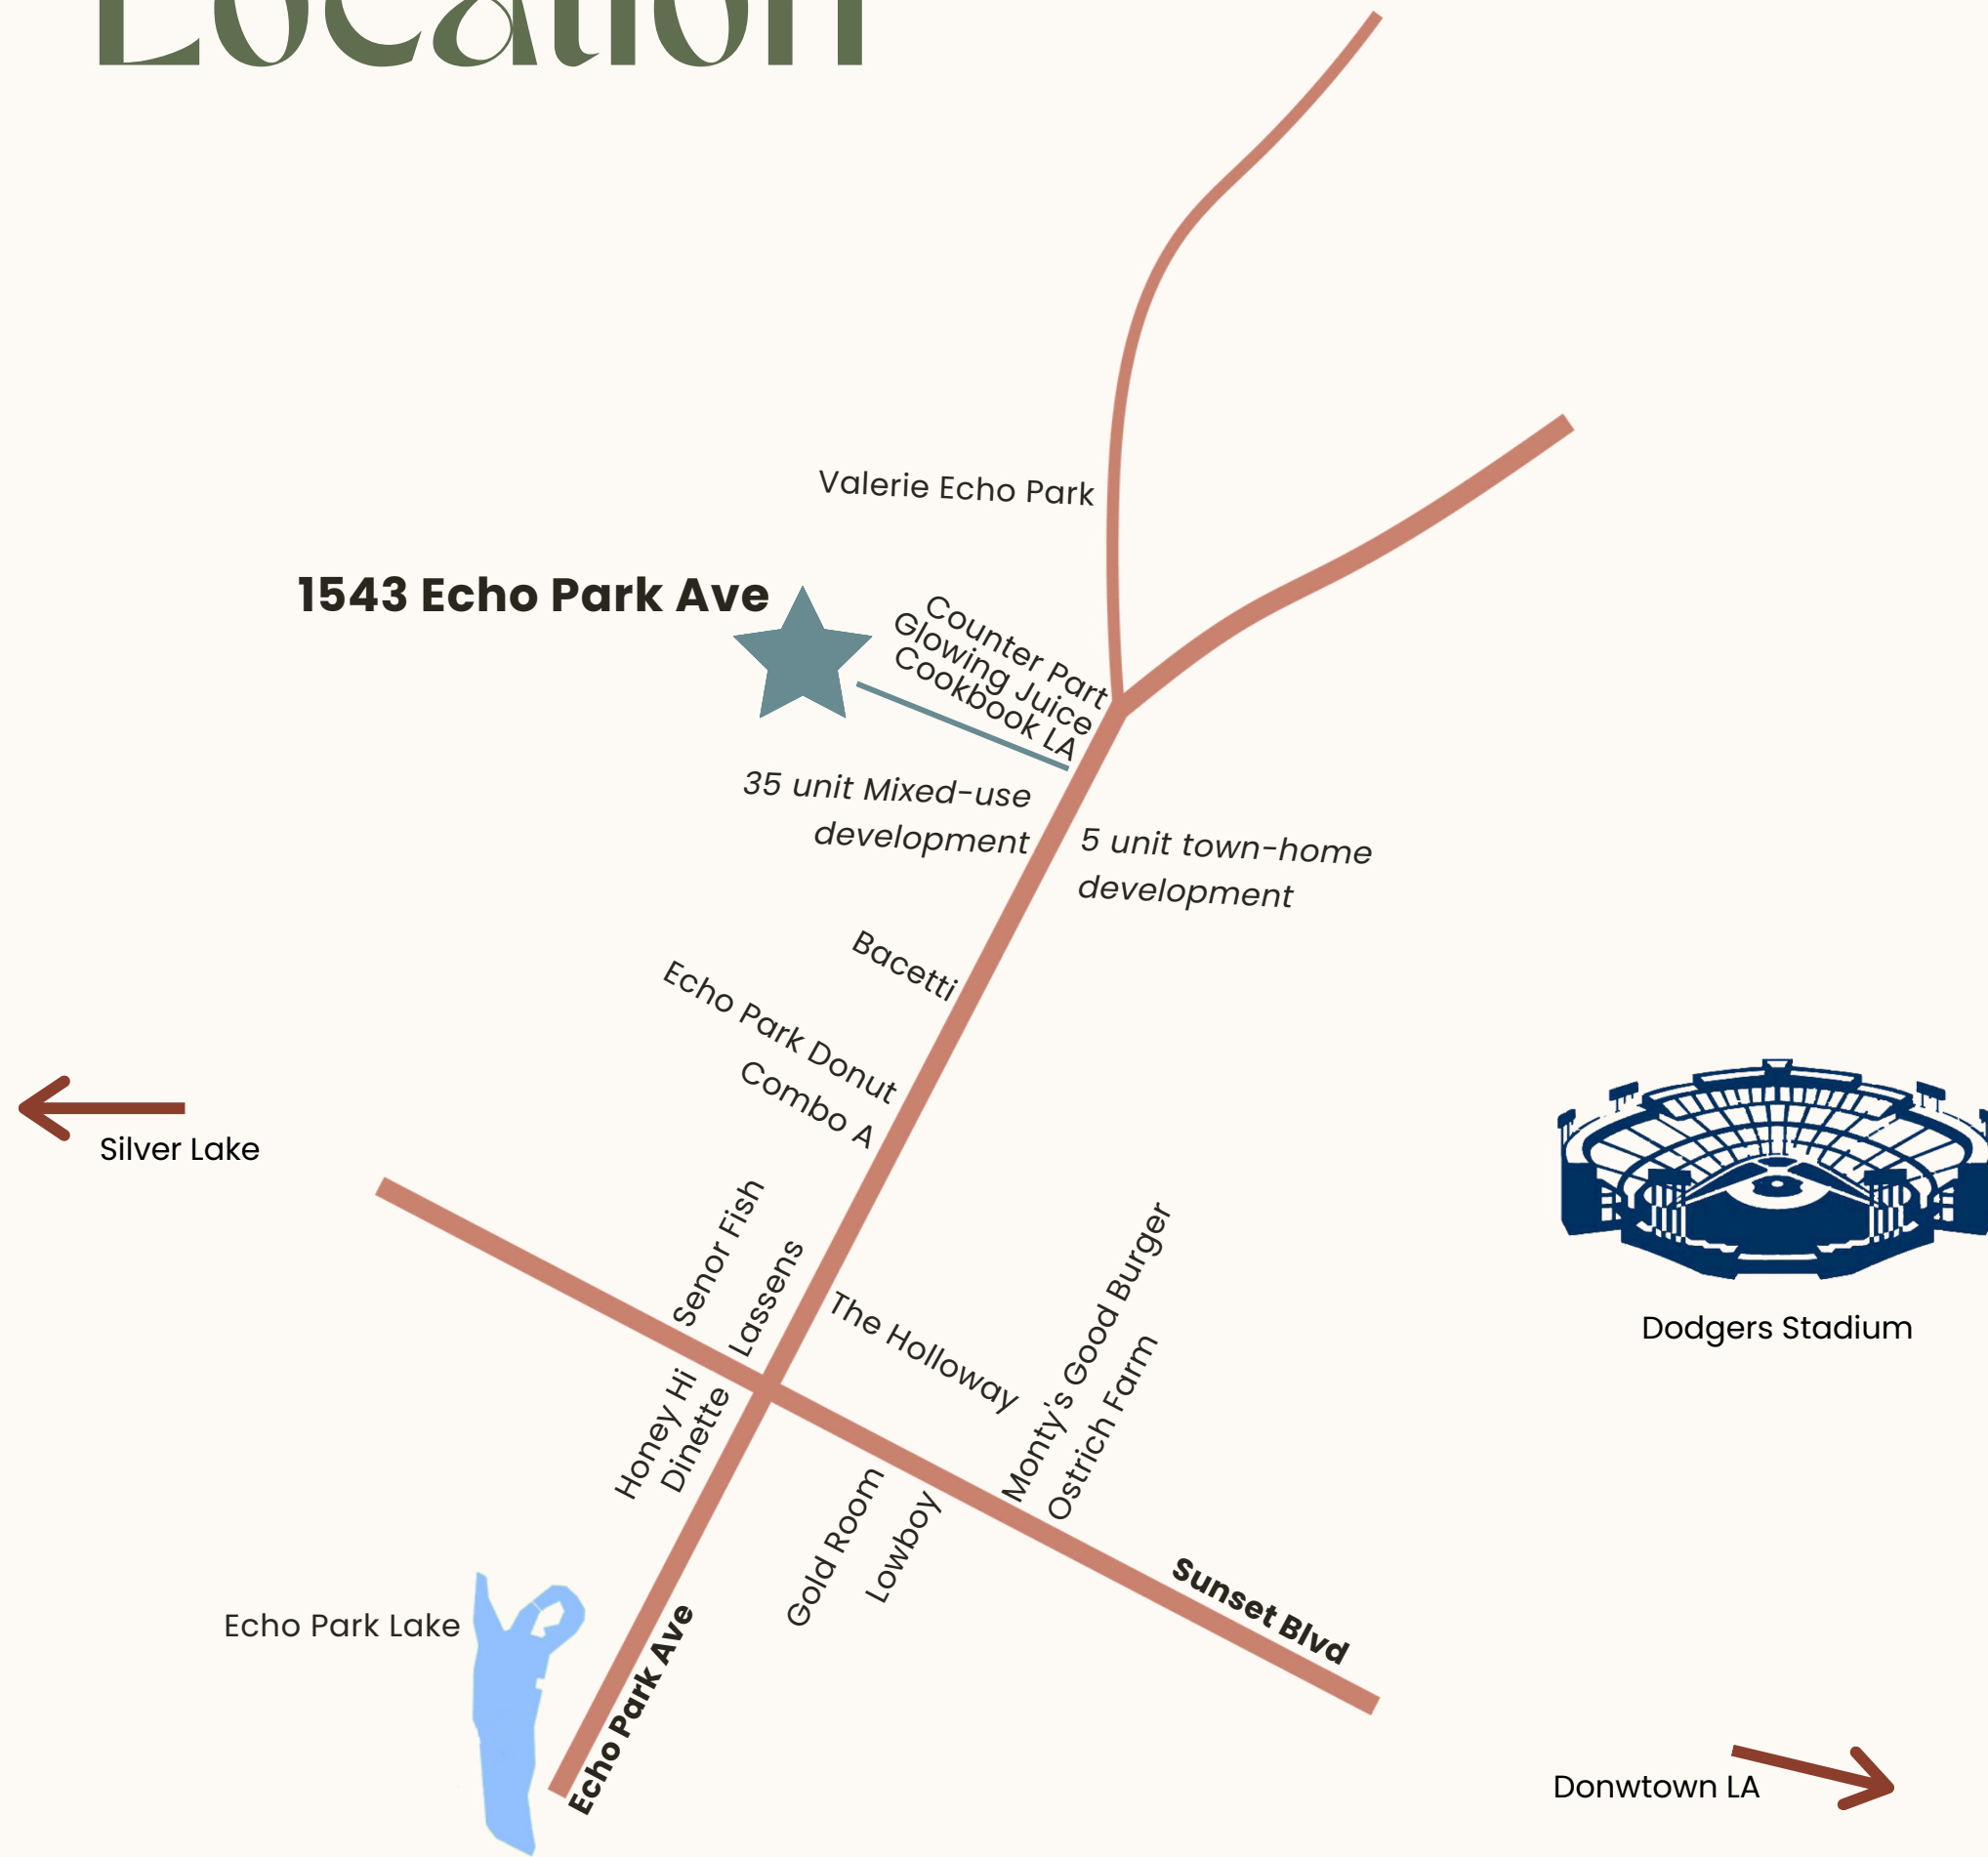 Location
Valerie Echo Park
1543 Echo Park Ave
Counter Part
Glowing Juice
Cookbook LA
35 unit Mixed-use
development
5 unit town-home
development
Bacetti
Echo Park Donut
Combo A
Silver Lake
Senor Fish
Lassens
The Holloway
Monty's Good Burger
Ostrich Farm
Dodgers Stadium
Honey Hi
Dinette
Gold Room
Lowboy
Sunset Blvd
Echo Park Lake
Echo Park Ave
Donwtown LA